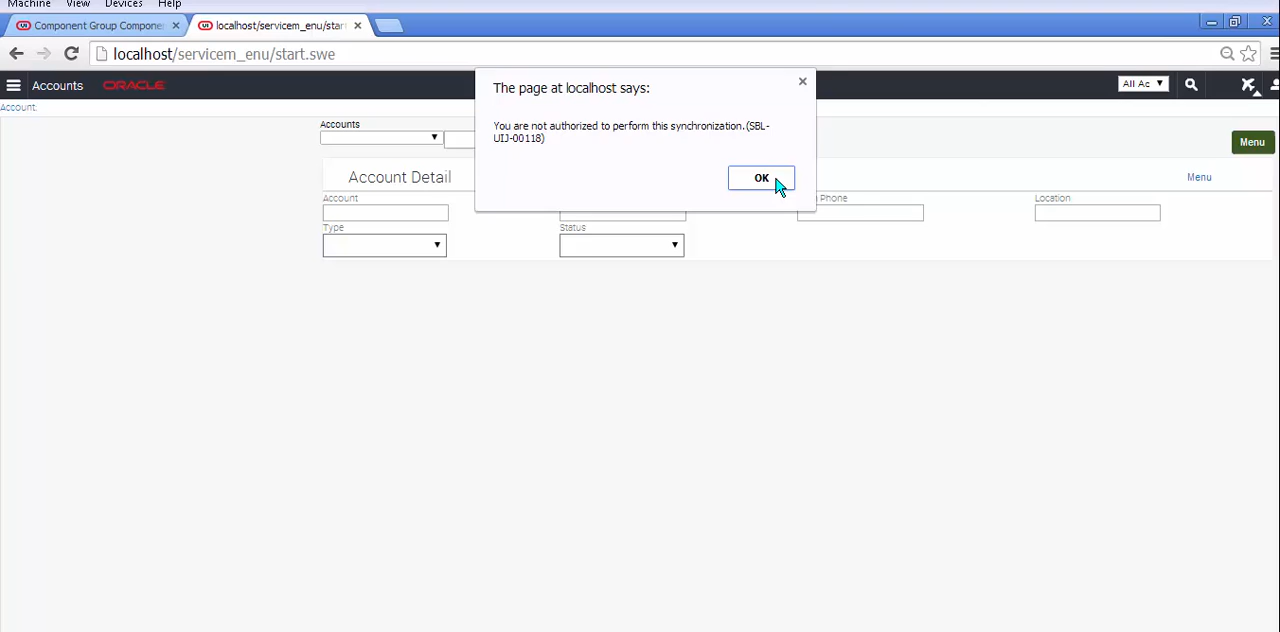 Machine View Devices Help
Component Group Compone
localhost/servicem_enu/star
localhost/servicem_enu/start.swe
Accounts ORACLE All Ac
Account:
The page at localhost says:
You are not authorized to perform this synchronization.(SBL-
UIJ-00118)
OK
Accounts
Menu
Account Detail Menu
Account Phone Location
Type Status